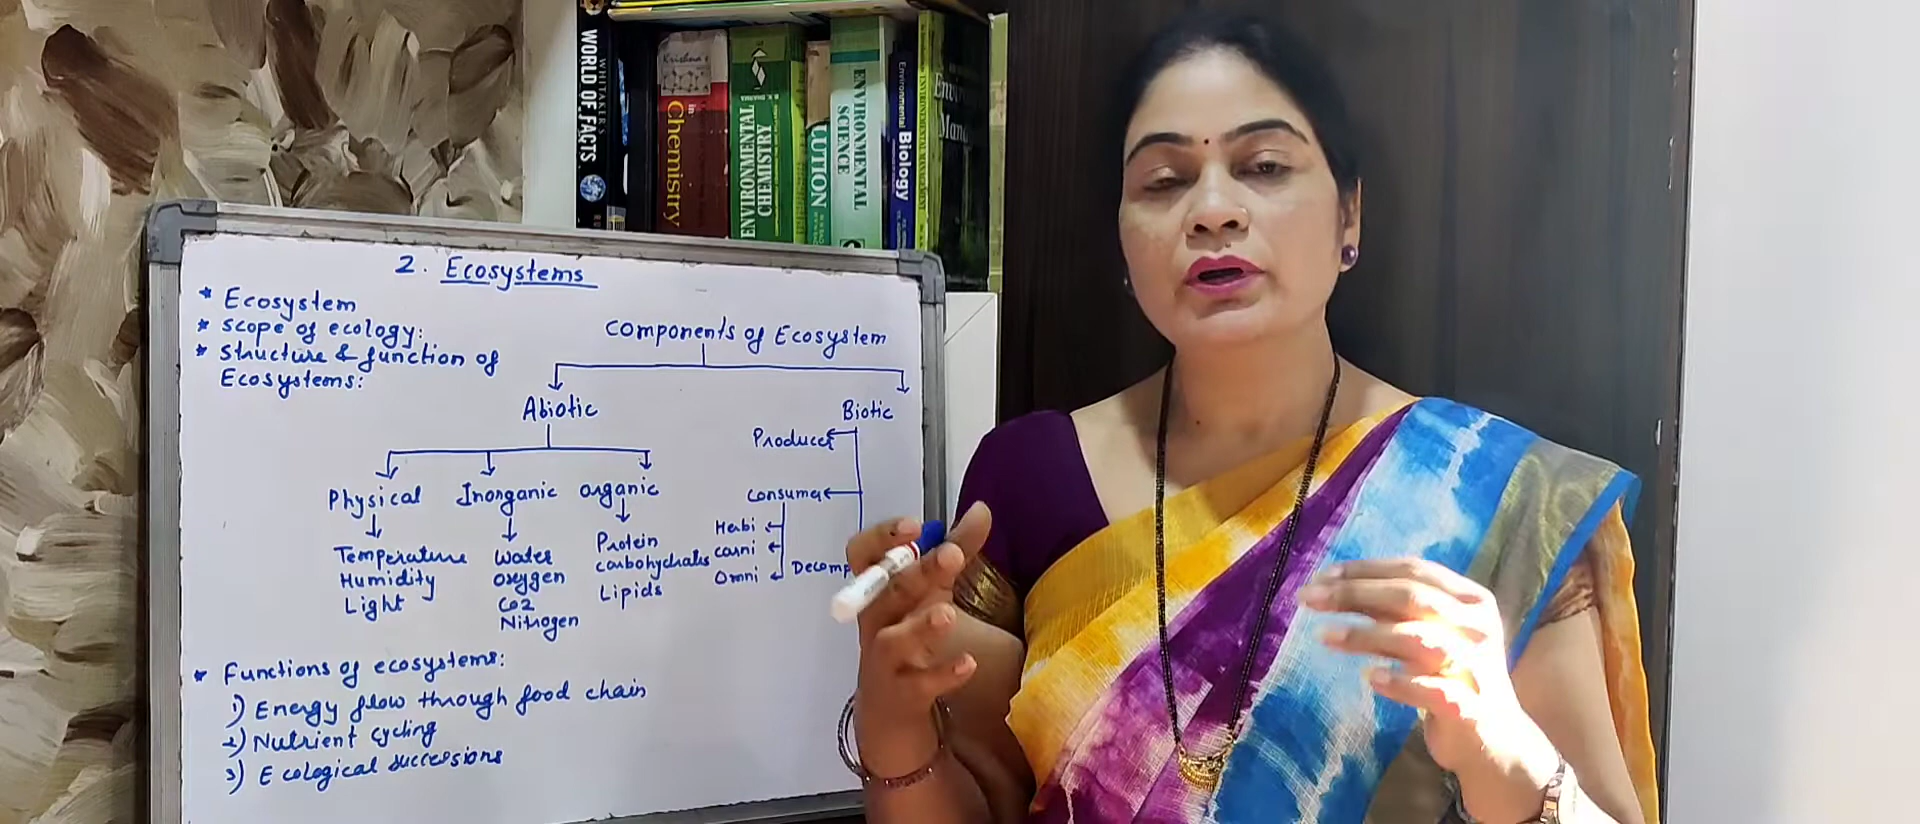 WHITAKER'S
WORLD OF FACTS
Krishna's
in
Chemistry
ENVIRONMENTAL
CHEMISTRY
LUTION
ENVIRONMENTAL
SCIENCE
Environmental
Biology
2. Ecosystems
* Ecosystem
* Scope of ecology:
* Structure & function of
Ecosystems:
Components of Ecosystem
Abiotic
Biotic
Producer
Physical
Inorganic
Organic
Consumer
Temperature
Humidity
Light
Water
Oxygen
CO2
Nitrogen
Protein
Carbohydrates
Lipids
Herbi
Carni
Omni
Decomp
* Functions of ecosystems:
1) Energy flow through food chain
2) Nutrient cycling
3) Ecological successions